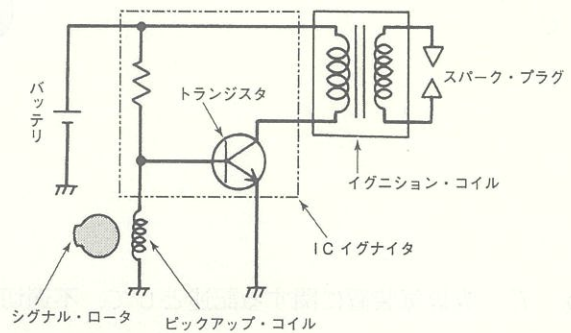 バッテリ
トランジスタ
スパーク・プラグ
イグニション・コイル
ICイグナイタ
シグナル・ロータ
ピックアップ・コイル